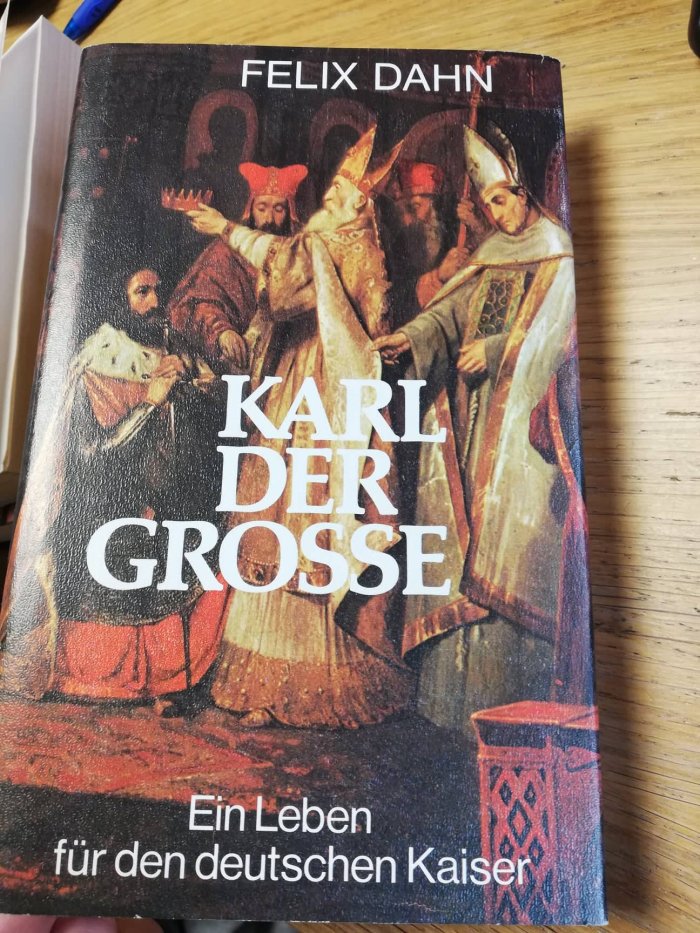 FELIX DAHN
KARL
DER
GROSSE
Ein Leben
für den deutschen Kaiser